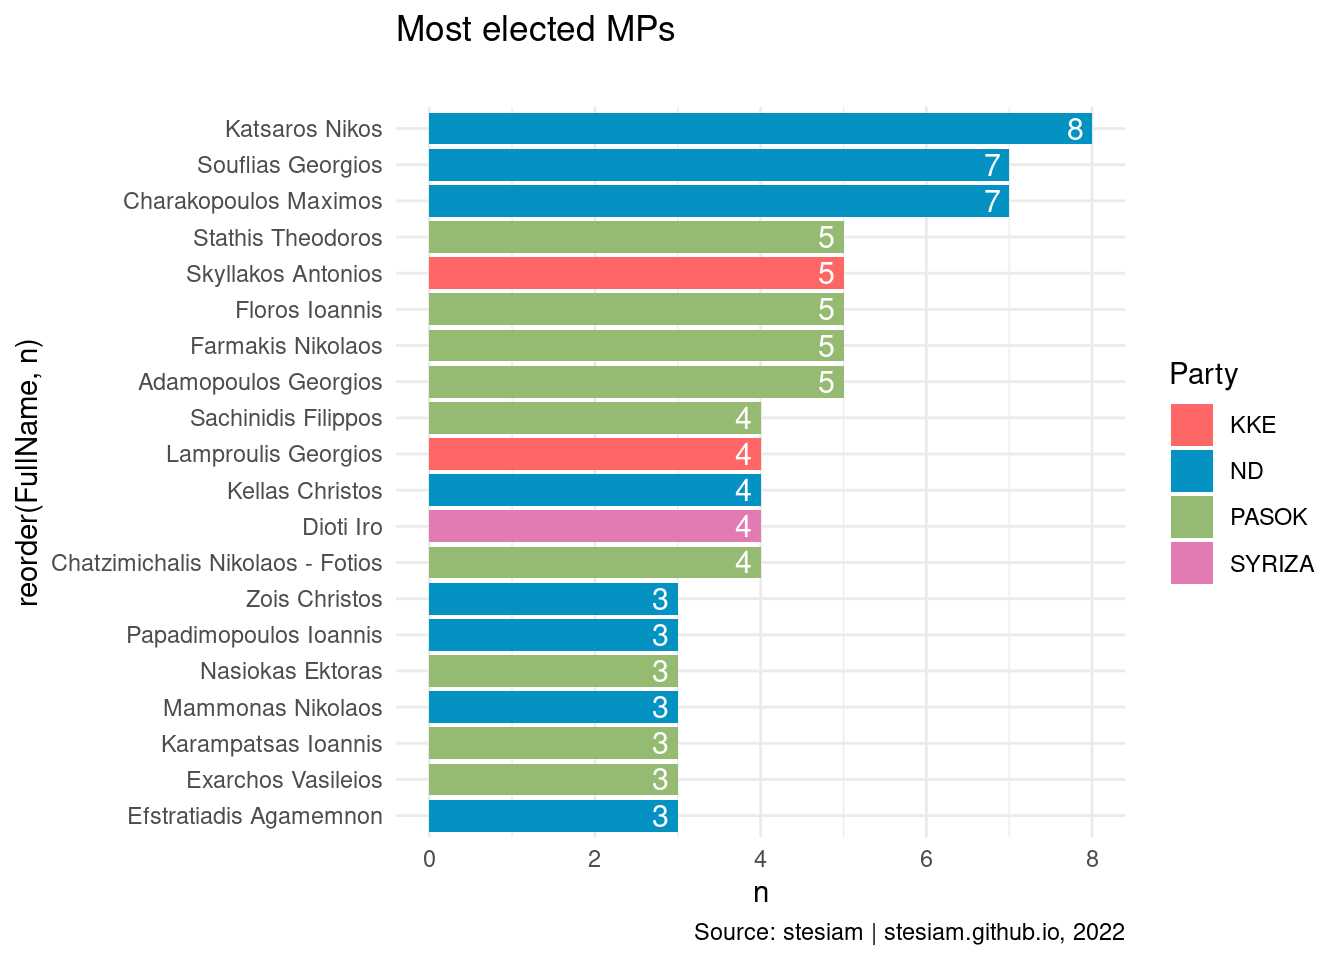 Most elected MPs
reorder(FullName, n)
Katsaros Nikos 8
Souflias Georgios 7
Charakopoulos Maximos 7
Stathis Theodoros 5
Skyllakos Antonios 5
Floros Ioannis 5
Farmakis Nikolaos 5
Adamopoulos Georgios 5
Sachinidis Filippos 4
Lamproulis Georgios 4
Kellas Christos 4
Dioti Iro 4
Chatzimichalis Nikolaos - Fotios 4
Zois Christos 3
Papadimopoulos Ioannis 3
Nasiokas Ektoras 3
Mammonas Nikolaos 3
Karampatsas Ioannis 3
Exarchos Vasileios 3
Efstratiadis Agamemnon 3
0 2 4 6 8
n
Party
KKE
ND
PASOK
SYRIZA
Source: stesiam | stesiam.github.io, 2022